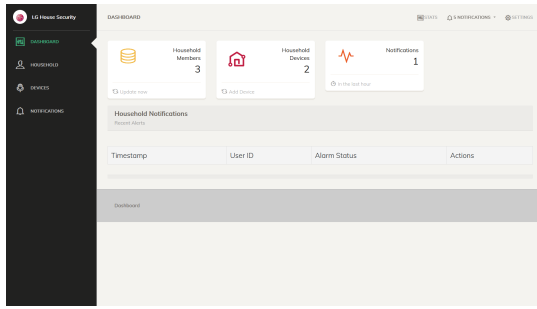 LG House Security
DASHBOARD
STATS
5 NOTIFICATIONS
SETTINGS
DASHBOARD
HOUSEHOLD
DEVICES
NOTIFICATIONS
Household
Members
3
Update now
Household
Devices
2
Add Device
Notifications
1
In the last hour
Household Notifications
Recent Alerts
Timestamp User ID Alarm Status Actions
Dashboard